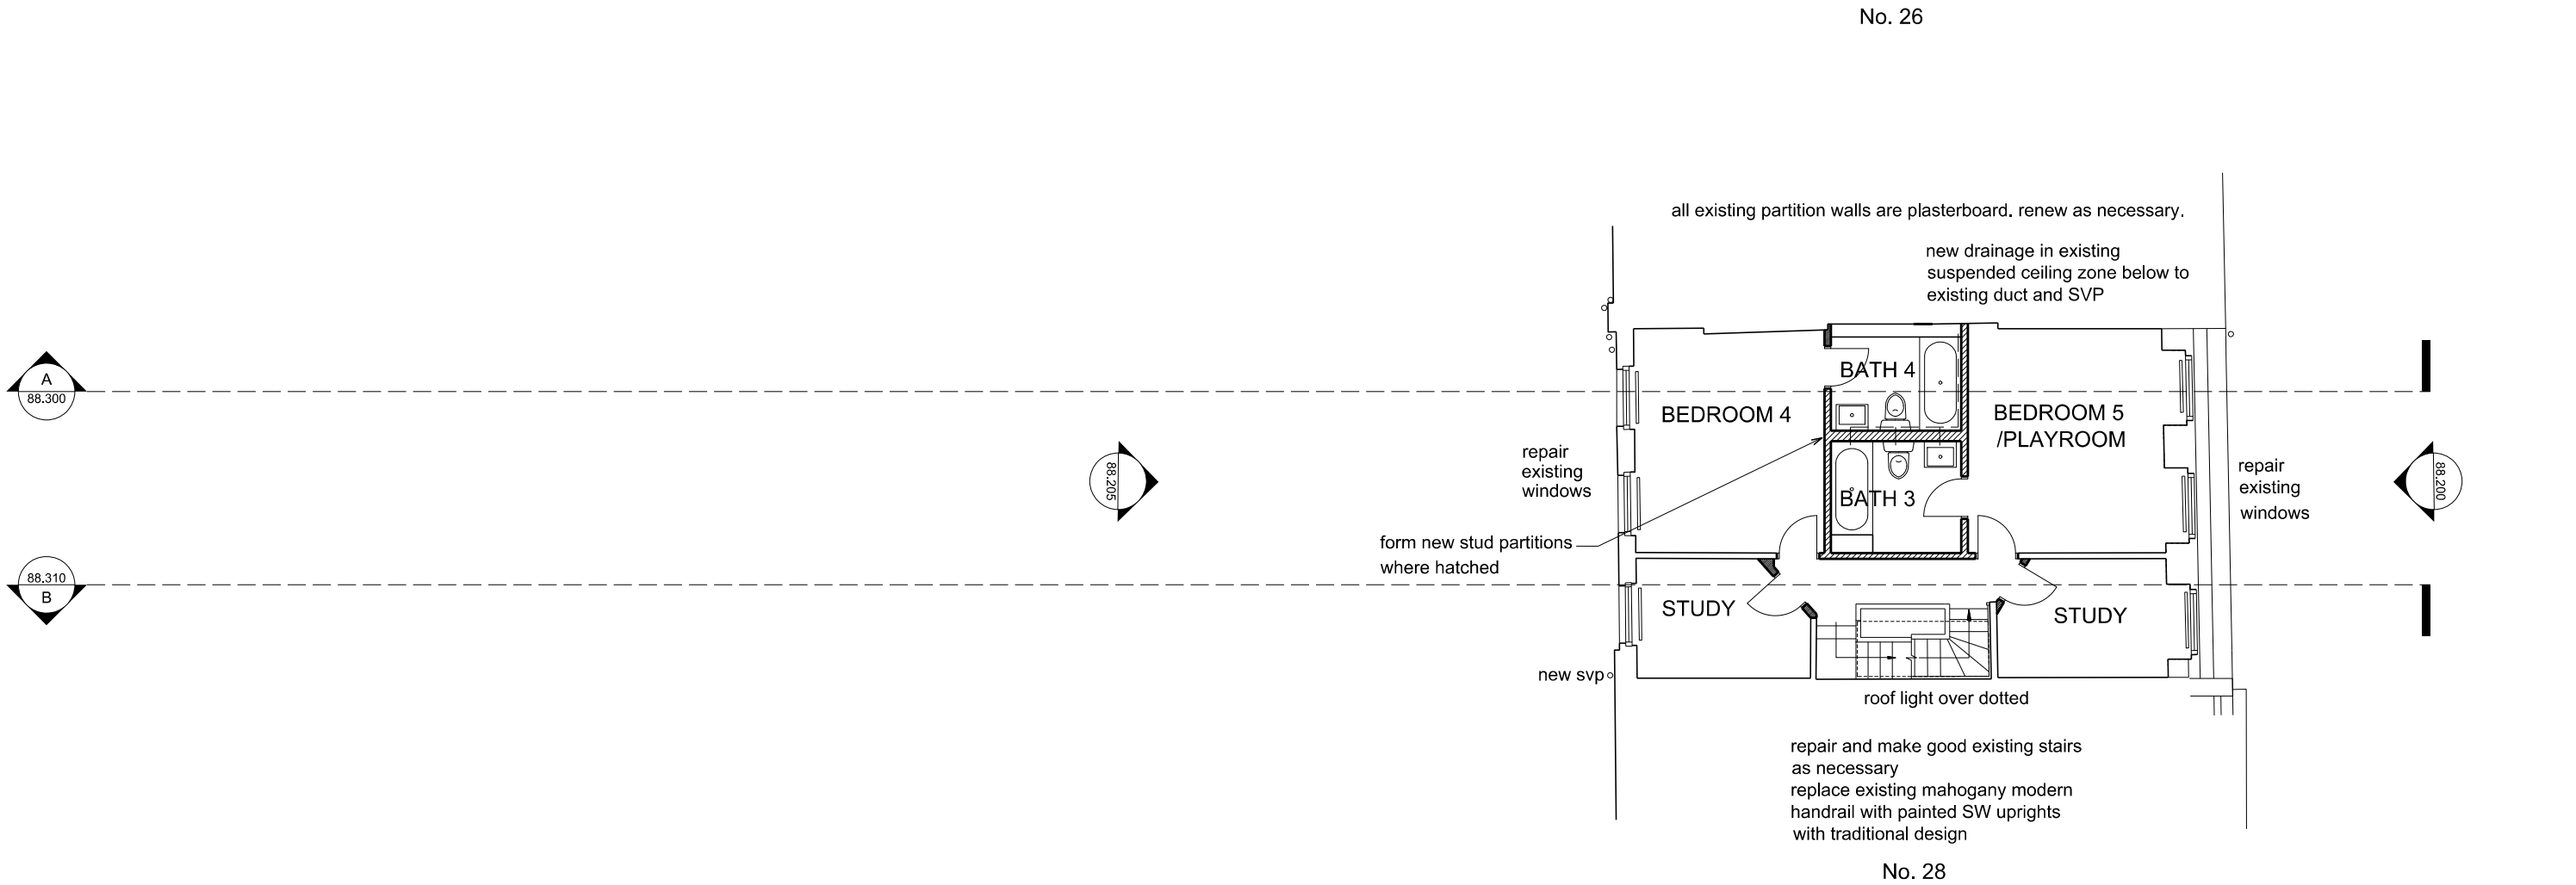 No. 26
all existing partition walls are plasterboard. renew as necessary.
new drainage in existing
suspended ceiling zone below to
existing duct and SVP
A
88.300
BATH 4
BEDROOM 4
BEDROOM 5
/PLAYROOM
repair
existing
windows
88.205
repair
existing
windows
88.200
BATH 3
form new stud partitions
where hatched
88.310
B
STUDY
STUDY
new svp
roof light over dotted
repair and make good existing stairs
as necessary
replace existing mahogany modern
handrail with painted SW uprights
with traditional design
No. 28